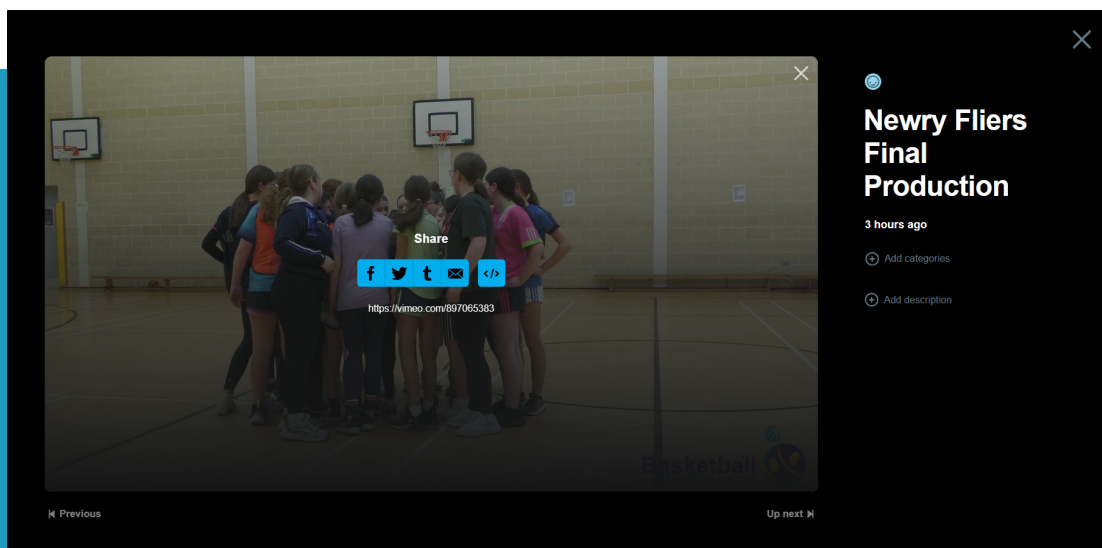 Newry Fliers
Final
Production
3 hours ago
Add categories
Add description
Share
f t </>
https://vimeo.com/897065383
Basketball
Previous
Up next